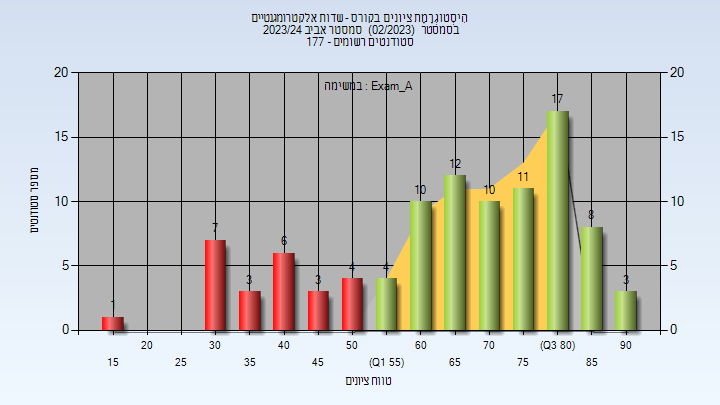 היסטוגרמת ציונים בקורס - שדות אלקטרומגנטיים
בסמסטר (02/2023) סמסטר אביב 2023/24
סטודנטים רשומים - 177
במשימה : Exam_A
מספר סטודנטים
20 20
15 15
10 10
5 5
0 0
1 7 3 6 3 4 4 10 12 10 11 17 8 3
20 30 40 50 60 70 (Q3 80) 90
15 25 35 45 (Q1 55) 65 75 85
טווח ציונים